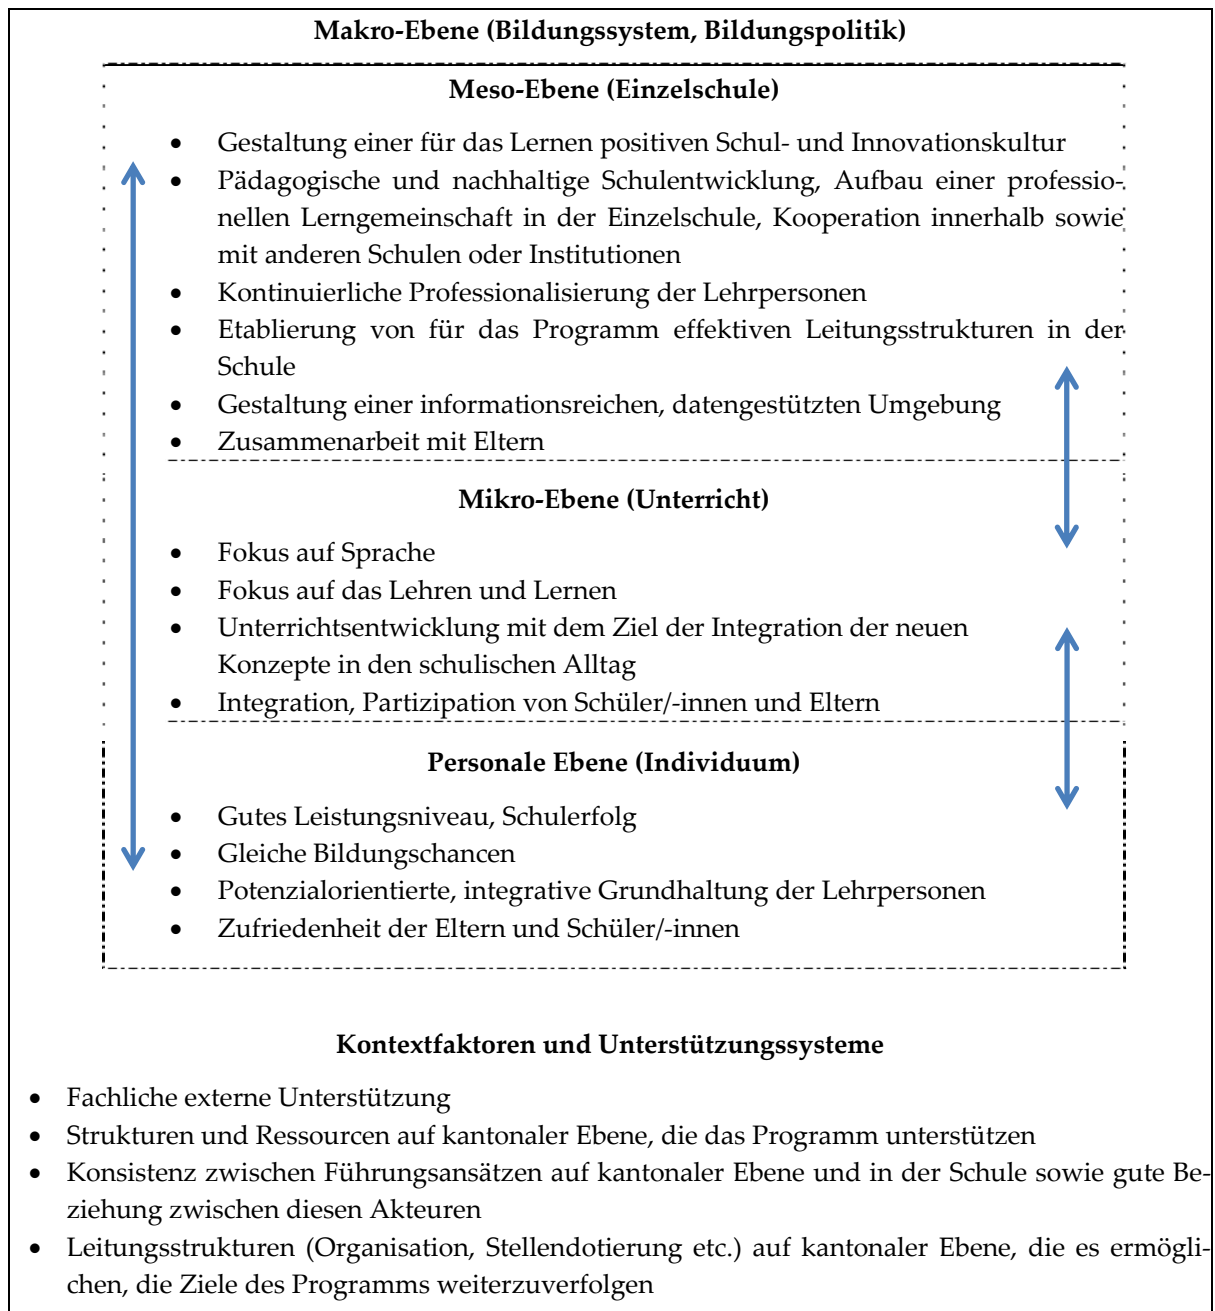 Makro-Ebene (Bildungssystem, Bildungspolitik)
Meso-Ebene (Einzelschule)
• Gestaltung einer für das Lernen positiven Schul- und Innovationskultur
• Pädagogische und nachhaltige Schulentwicklung, Aufbau einer professio-
nellen Lerngemeinschaft in der Einzelschule, Kooperation innerhalb sowie
mit anderen Schulen oder Institutionen
• Kontinuierliche Professionalisierung der Lehrpersonen
• Etablierung von für das Programm effektiven Leitungsstrukturen in der
Schule
• Gestaltung einer informationsreichen, datengestützten Umgebung
• Zusammenarbeit mit Eltern
Mikro-Ebene (Unterricht)
• Fokus auf Sprache
• Fokus auf das Lehren und Lernen
• Unterrichtsentwicklung mit dem Ziel der Integration der neuen
Konzepte in den schulischen Alltag
• Integration, Partizipation von Schüler/-innen und Eltern
Personale Ebene (Individuum)
• Gutes Leistungsniveau, Schulerfolg
• Gleiche Bildungschancen
• Potenzialorientierte, integrative Grundhaltung der Lehrpersonen
• Zufriedenheit der Eltern und Schüler/-innen
Kontextfaktoren und Unterstützungssysteme
• Fachliche externe Unterstützung
• Strukturen und Ressourcen auf kantonaler Ebene, die das Programm unterstützen
• Konsistenz zwischen Führungsansätzen auf kantonaler Ebene und in der Schule sowie gute Be-
ziehung zwischen diesen Akteuren
• Leitungsstrukturen (Organisation, Stellendotierung etc.) auf kantonaler Ebene, die es ermögli-
chen, die Ziele des Programms weiterzuverfolgen